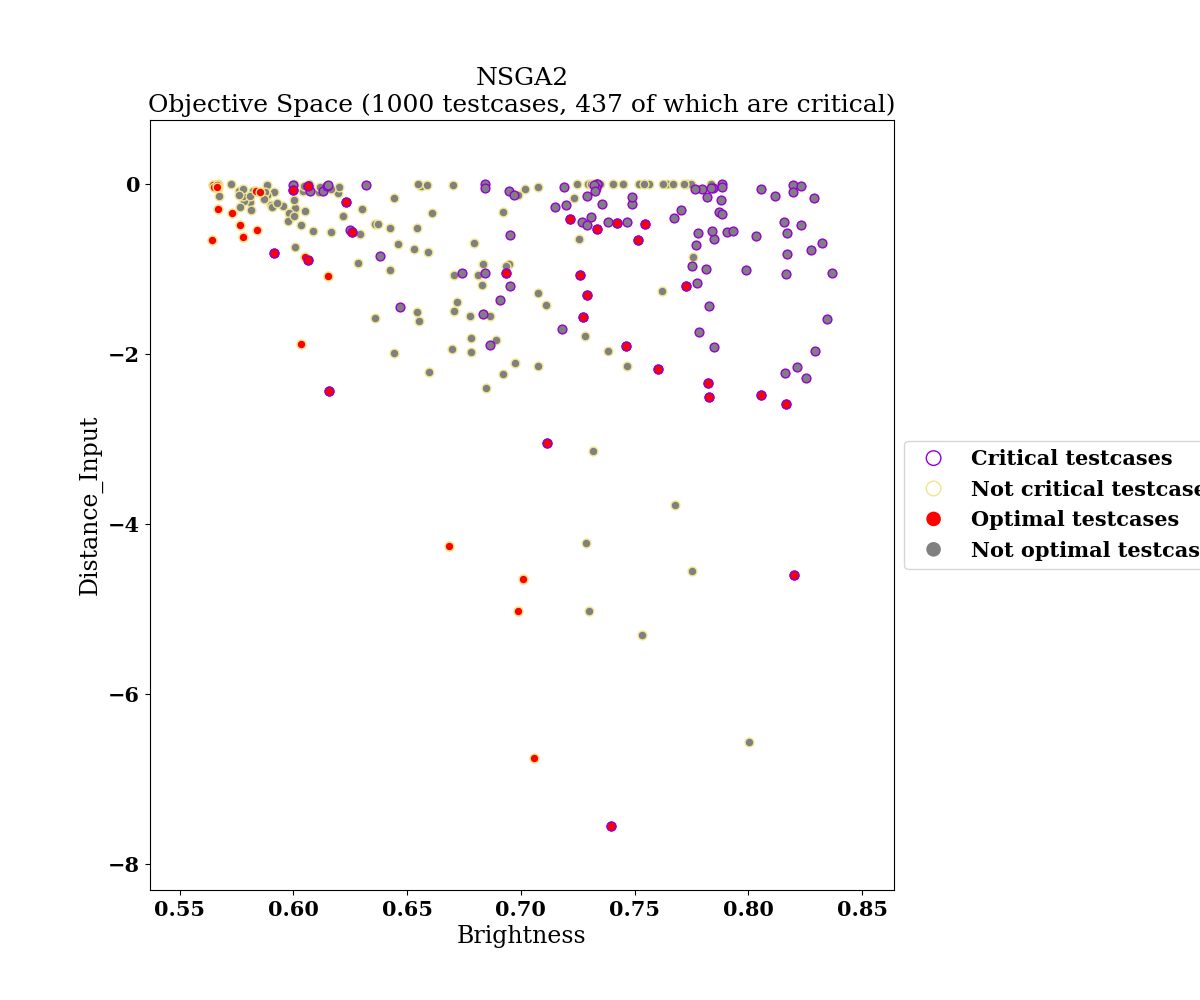 NSGA2
Objective Space (1000 testcases, 437 of which are critical)
0
−2
−4
−6
−8
Distance_Input
0.55 0.60 0.65 0.70 0.75 0.80 0.85
Brightness
Critical testcases
Not critical testcase
Optimal testcases
Not optimal testcas